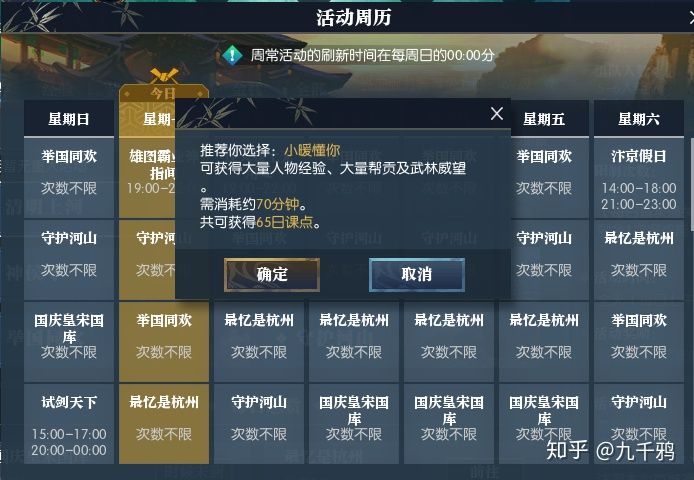 活动周历
周常活动的刷新时间在每周日的00:00分
今日
星期日
星期一
星期五
星期六
举国同欢
次数不限
雄图霸业
指间
19:00-2
举国同欢
次数不限
汴京假日
14:00-18:00
21:00-23:00
推荐你选择：小暖懂你
可获得大量人物经验、大量帮贡及武林威望
。
需消耗约70分钟。
共可获得65日课点。
确定
取消
守护河山
次数不限
守护河山
次数不限
守护河山
次数不限
最忆是杭州
次数不限
国庆皇宋国
库
次数不限
举国同欢
次数不限
最忆是杭州
次数不限
最忆是杭州
次数不限
最忆是杭州
次数不限
最忆是杭州
次数不限
举国同欢
次数不限
试剑天下
15:00-17:00
20:00-00:00
最忆是杭州
次数不限
守护河山
次数不限
国庆皇宋国
库
次数不限
国庆皇宋国
库
次数不限
国庆皇宋国
库
次数不限
守护河山
次数不限
知乎 @九千鸦